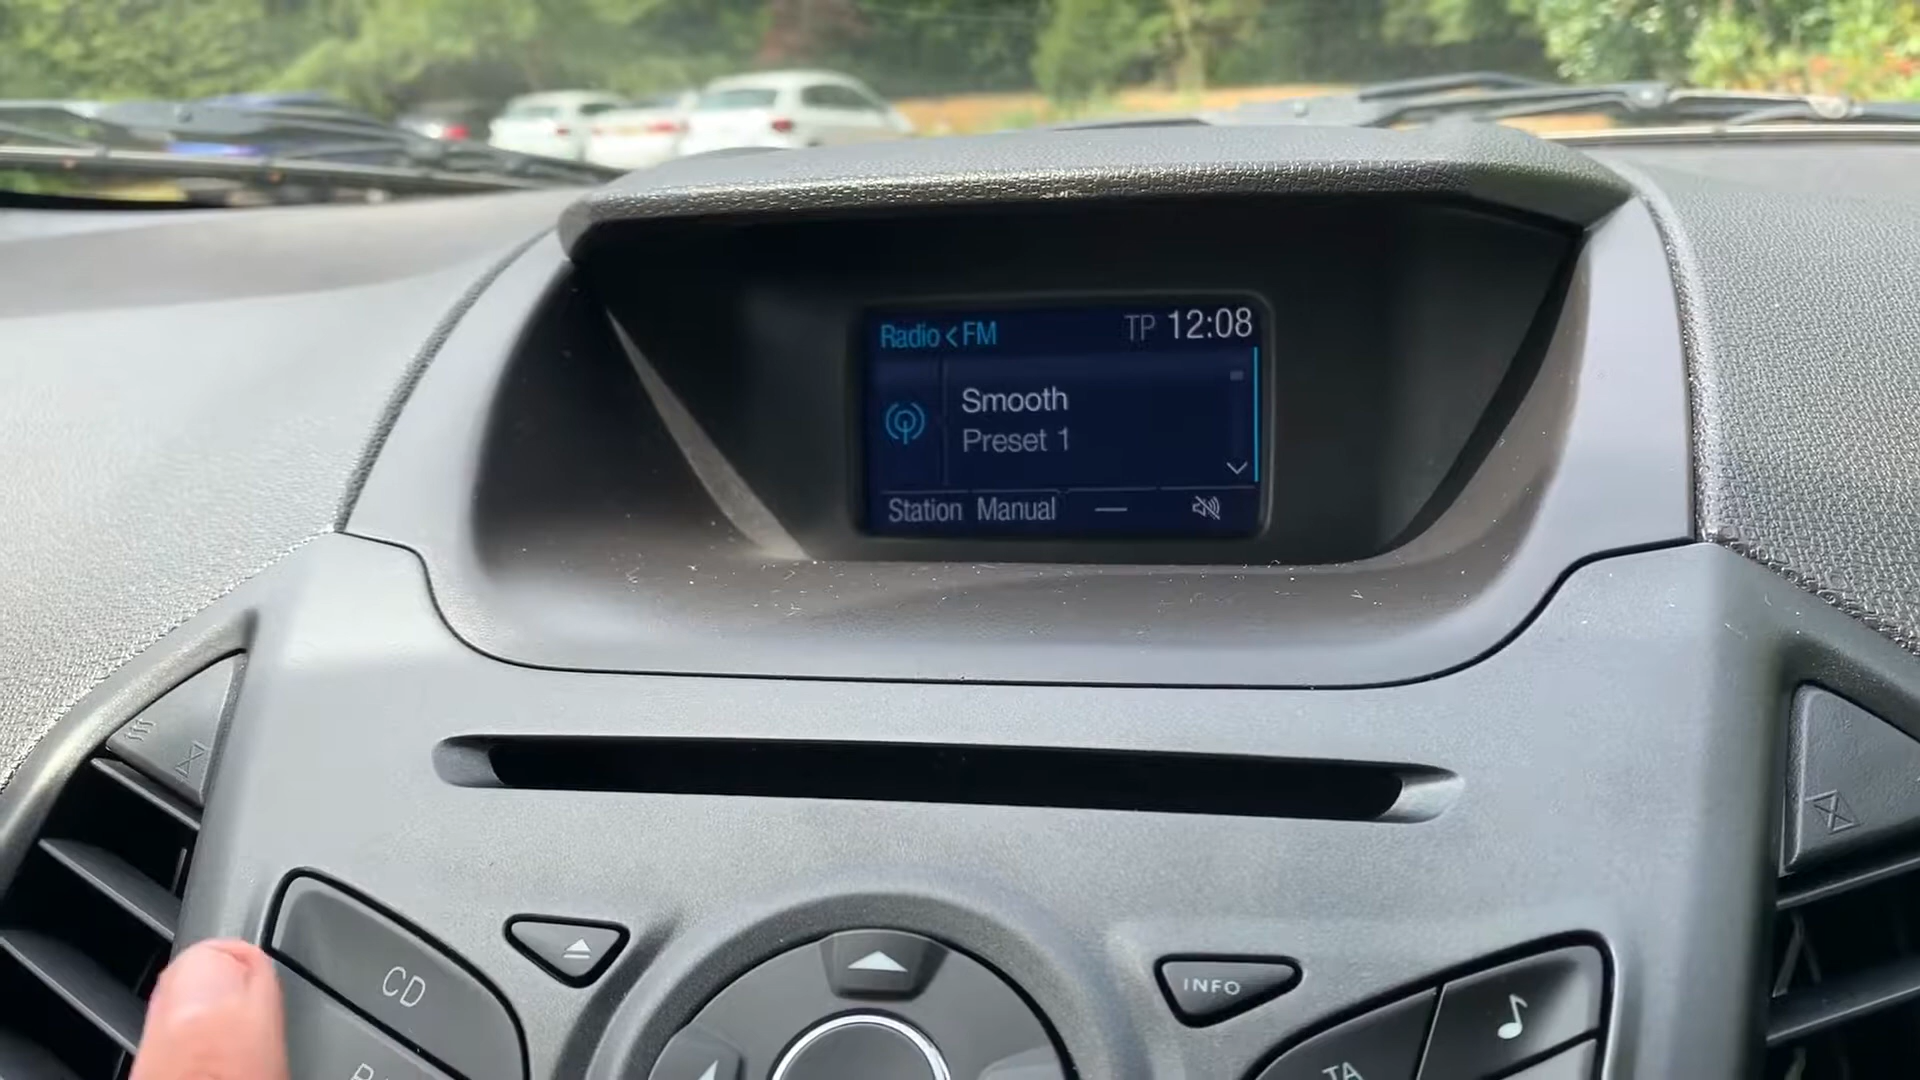 Radio < FM
TP 12:08
Smooth
Preset 1
Station Manual —
CD
INFO
TA